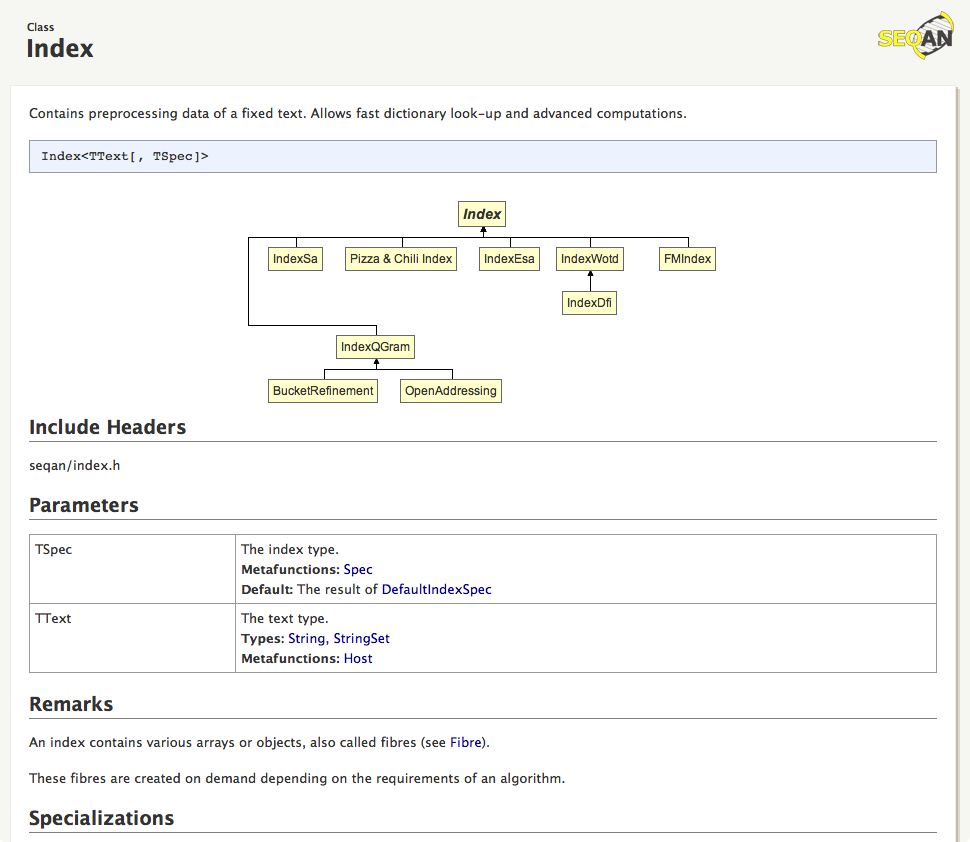 Class
Index
SEQAN
Contains preprocessing data of a fixed text. Allows fast dictionary look-up and advanced computations.
Index<TText[, TSpec]>
Index
IndexSa
Pizza & Chili Index
IndexEsa
IndexWotd
FMIndex
IndexDfi
IndexQGram
BucketRefinement
OpenAddressing
Include Headers
seqan/index.h
Parameters
TSpec
The index type.
Metafunctions: Spec
Default: The result of DefaultIndexSpec
TText
The text type.
Types: String, StringSet
Metafunctions: Host
Remarks
An index contains various arrays or objects, also called fibres (see Fibre).
These fibres are created on demand depending on the requirements of an algorithm.
Specializations